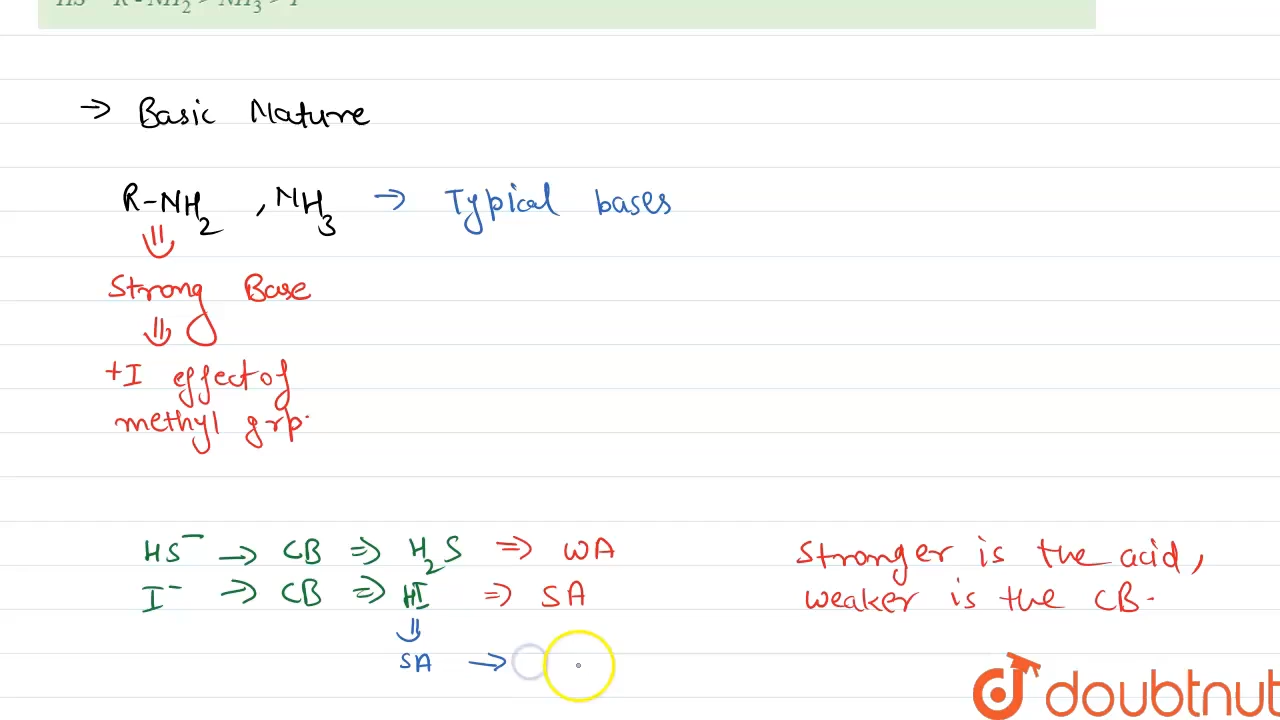 → Basic Nature
R-NH2 , NH3 → Typical bases
⇓
Strong Base
⇓
+I effect of
methyl grp.
HS⁻ → CB ⇒ H2S ⇒ WA
I⁻ → CB ⇒ HI ⇒ SA
⇓
SA →
Stronger is the acid,
weaker is the CB.
doubtnut